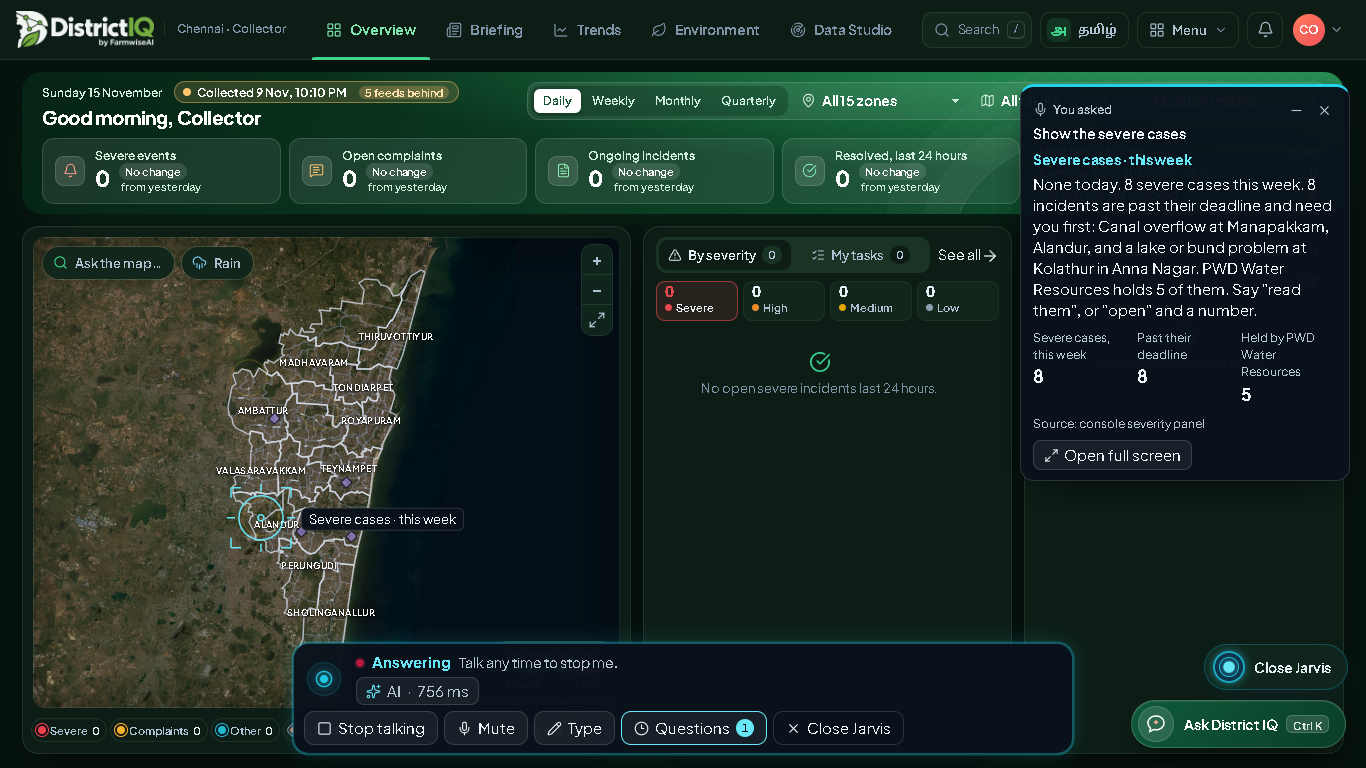 DistrictIQ
by FarmwiseAI
Chennai · Collector
Overview
Briefing
Trends
Environment
Data Studio
Search /
அ தமிழ்
Menu
CO
Sunday 15 November
Collected 9 Nov, 10:10 PM
5 feeds behind
Good morning, Collector
Daily
Weekly
Monthly
Quarterly
All 15 zones
All
Severe events
0 No change
from yesterday
Open complaints
0 No change
from yesterday
Ongoing incidents
0 No change
from yesterday
Resolved, last 24 hours
0 No change
from yesterday
Ask the map...
Rain
+
−
THIRUVOTTIYUR
MADHAVARAM
TONDIARPET
AMBATTUR
ROYAPURAM
VALASARAVAKKAM
TEYNAMPET
ALANDUR
Severe cases · this week
PERUNGUDI
SHOLINGANALLUR
Severe 0
Complaints 0
Other 0
By severity 0
My tasks 0
See all
0
Severe
0
High
0
Medium
0
Low
No open severe incidents last 24 hours.
You asked
Show the severe cases
Severe cases · this week
None today. 8 severe cases this week. 8
incidents are past their deadline and need
you first: Canal overflow at Manapakkam,
Alandur, and a lake or bund problem at
Kolathur in Anna Nagar. PWD Water
Resources holds 5 of them. Say "read
them", or "open" and a number.
Severe cases,
this week
8
Past their
deadline
8
Held by PWD
Water
Resources
5
Source: console severity panel
Open full screen
Answering Talk any time to stop me.
AI · 756 ms
Stop talking
Mute
Type
Questions 1
Close Jarvis
Close Jarvis
Ask District IQ Ctrl K